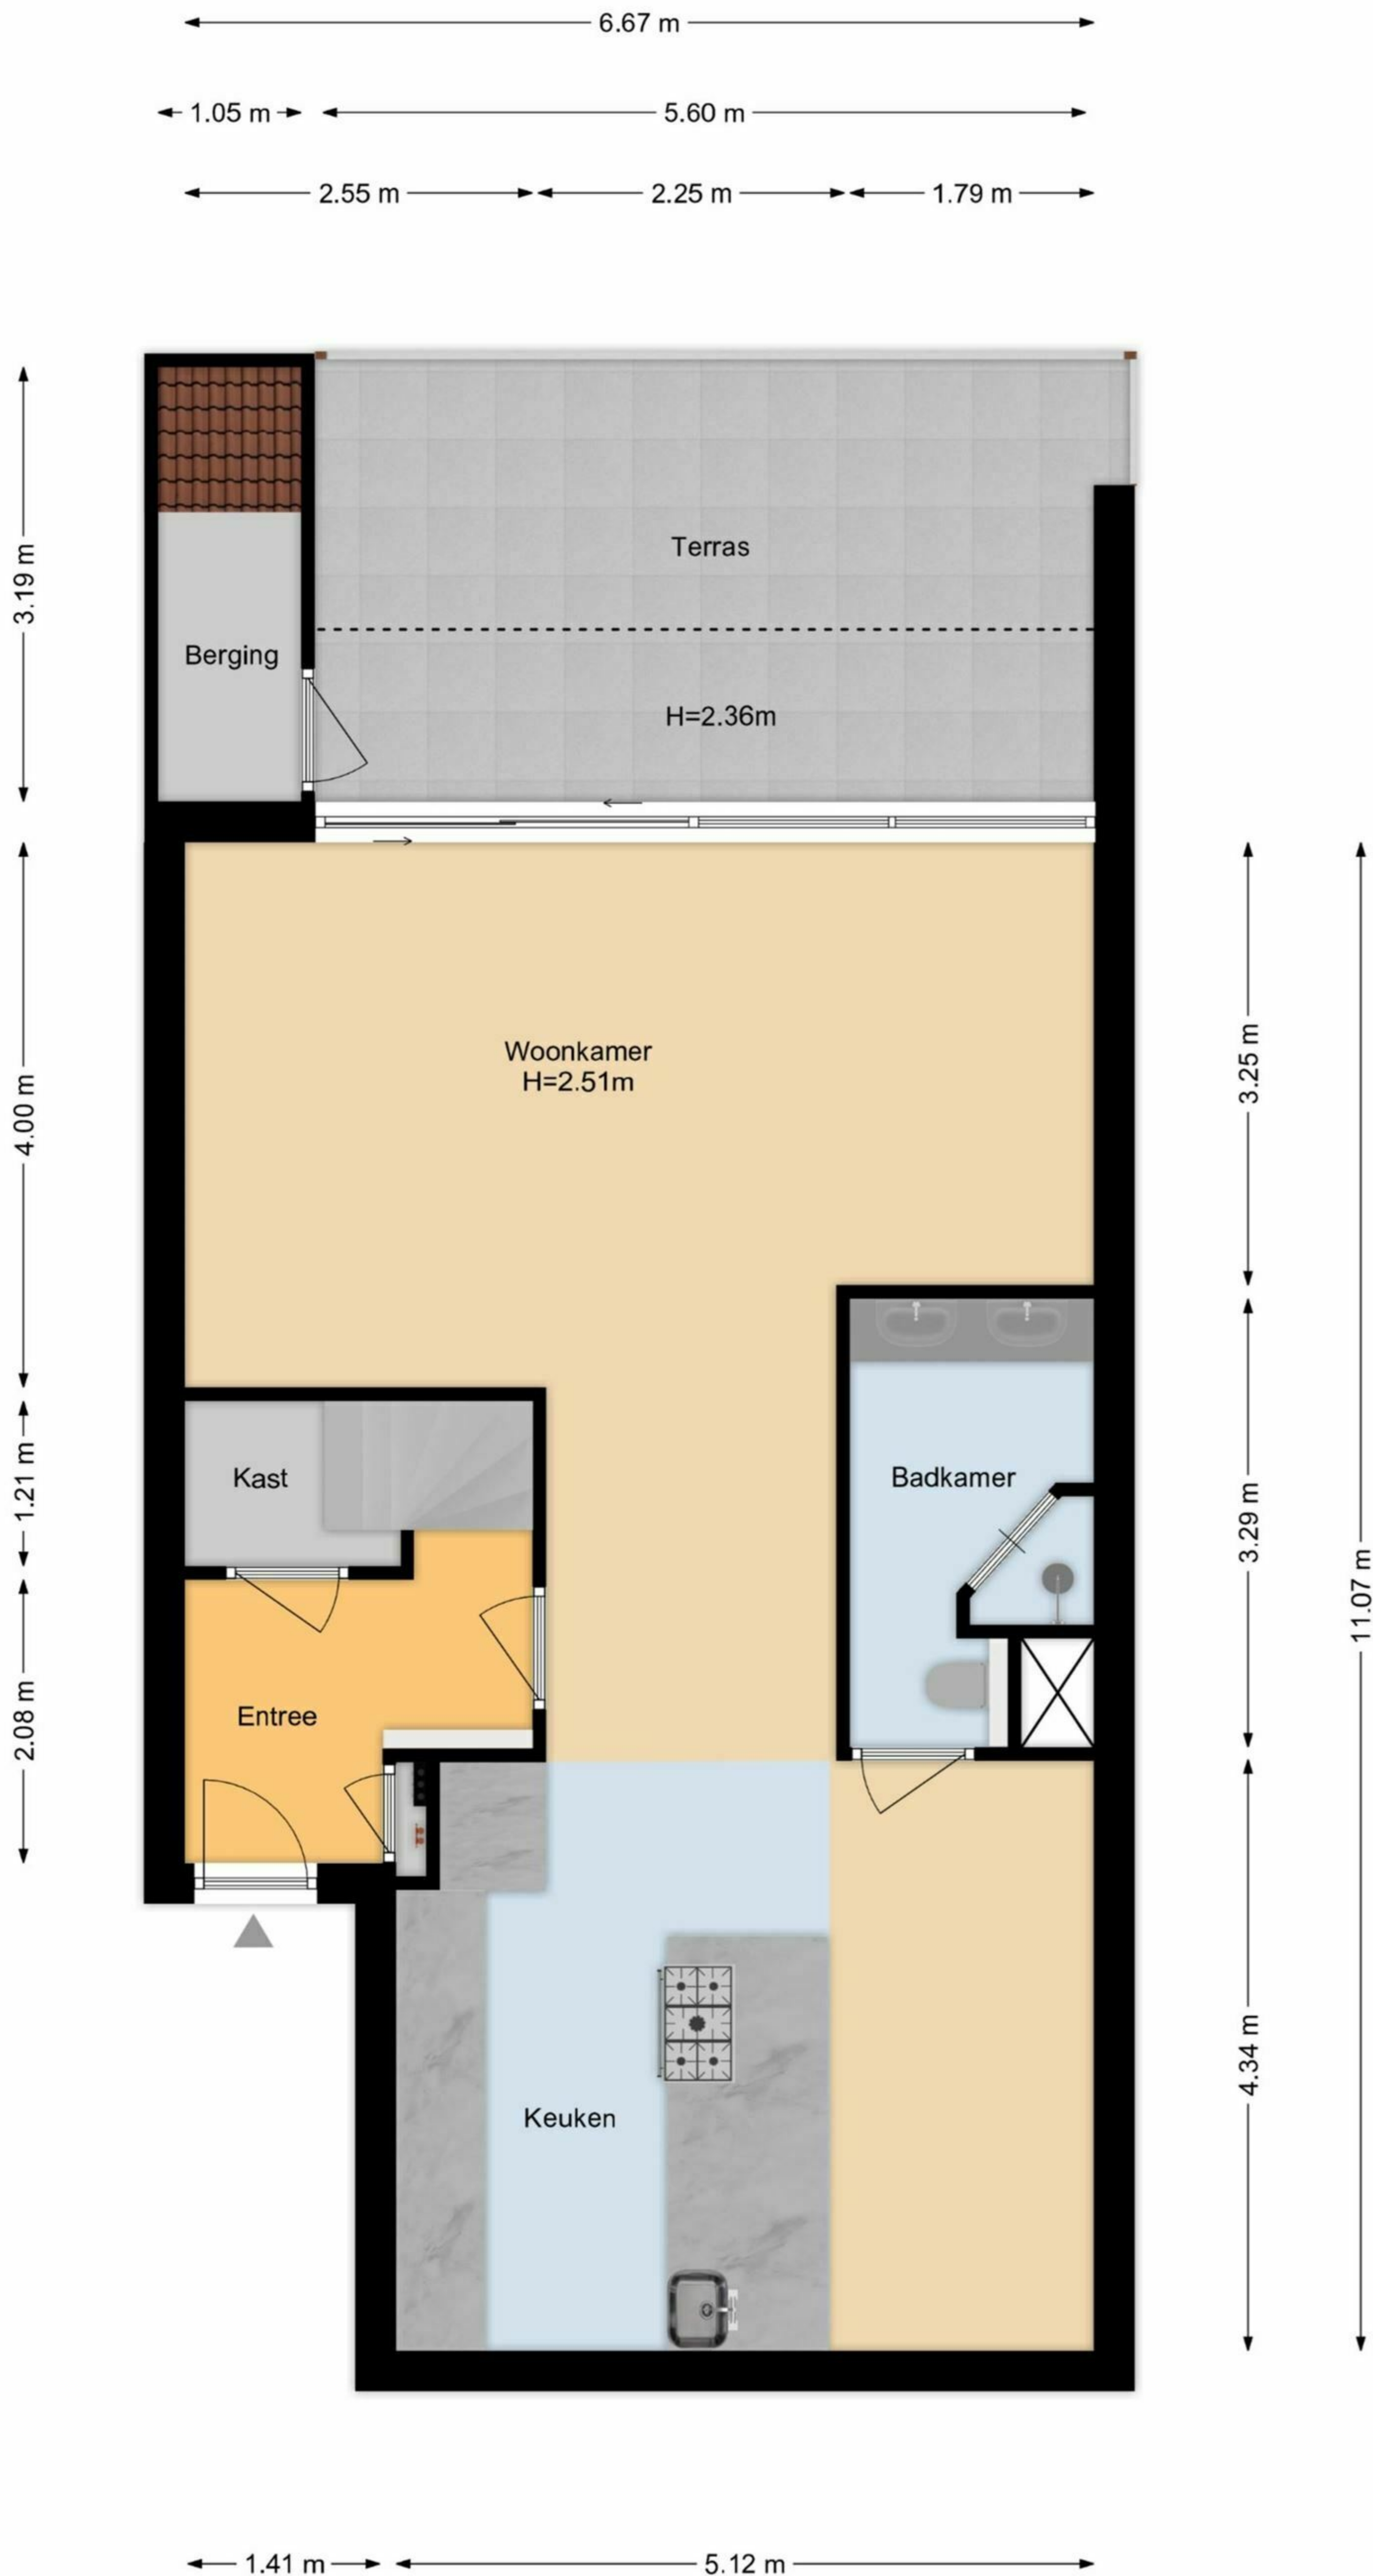 6.67 m
1.05 m
5.60 m
2.55 m
2.25 m
1.79 m
Terras
3.19 m
Berging
H=2.36m
Woonkamer
H=2.51m
4.00 m
3.25 m
Kast
1.21 m
Badkamer
3.29 m
11.07 m
Entree
2.08 m
4.34 m
Keuken
1.41 m
5.12 m